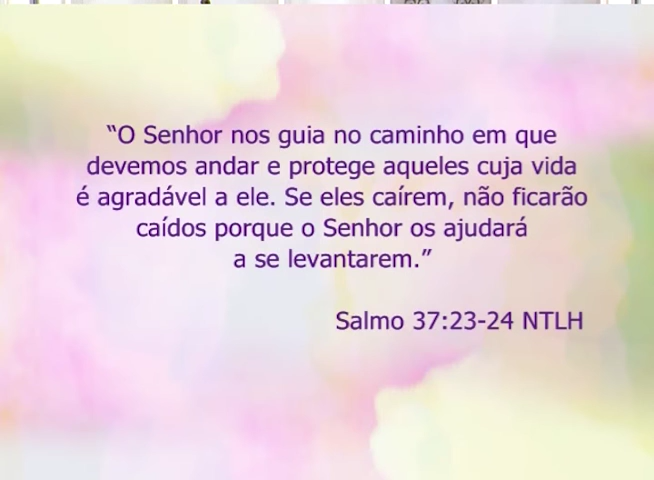 “O Senhor nos guia no caminho em que
devemos andar e protege aqueles cuja vida
é agradável a ele. Se eles caírem, não ficarão
caídos porque o Senhor os ajudará
a se levantarem.”
Salmo 37:23-24 NTLH